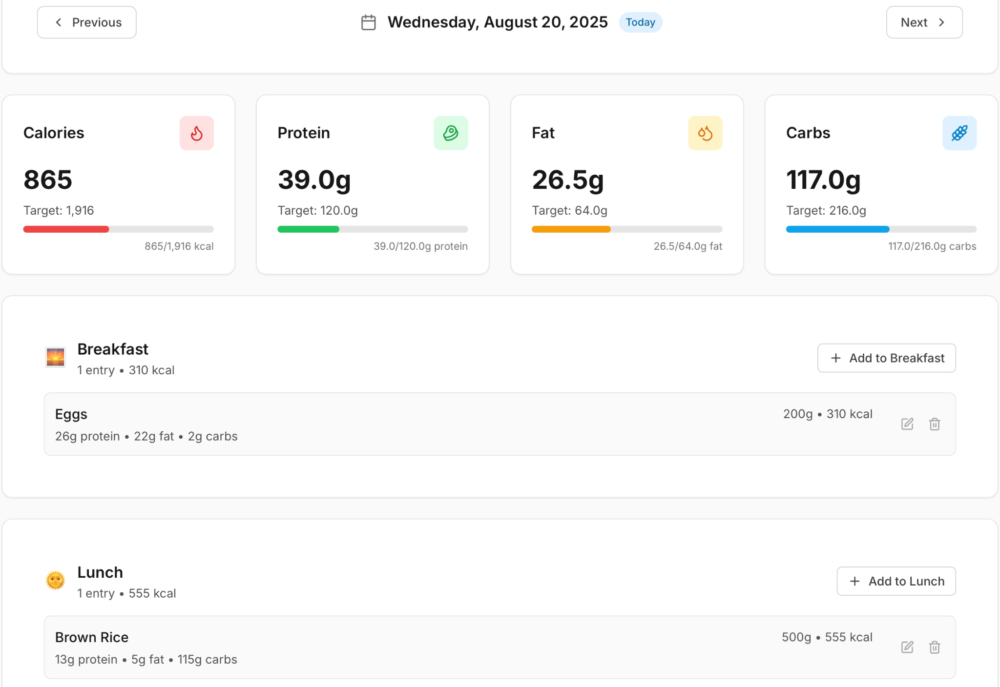 Previous
Wednesday, August 20, 2025 Today
Next
Calories
865
Target: 1,916
865/1,916 kcal
Protein
39.0g
Target: 120.0g
39.0/120.0g protein
Fat
26.5g
Target: 64.0g
26.5/64.0g fat
Carbs
117.0g
Target: 216.0g
117.0/216.0g carbs
Breakfast
1 entry • 310 kcal
+ Add to Breakfast
Eggs
26g protein • 22g fat • 2g carbs
200g • 310 kcal
Lunch
1 entry • 555 kcal
+ Add to Lunch
Brown Rice
13g protein • 5g fat • 115g carbs
500g • 555 kcal